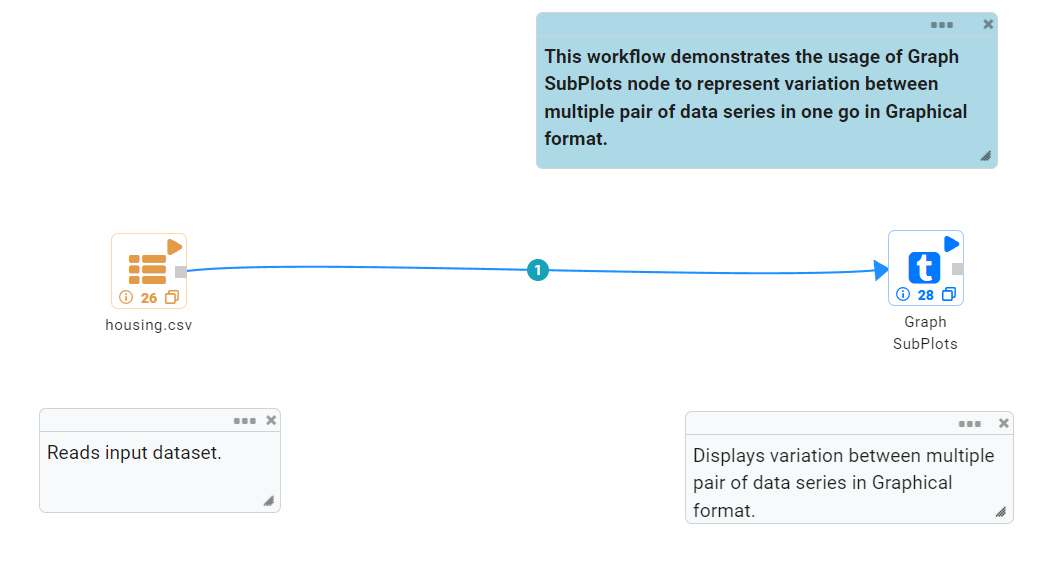 This workflow demonstrates the usage of Graph
SubPlots node to represent variation between
multiple pair of data series in one go in Graphical
format.
1
26
housing.csv
t
28
Graph
SubPlots
Reads input dataset.
Displays variation between multiple
pair of data series in Graphical
format.